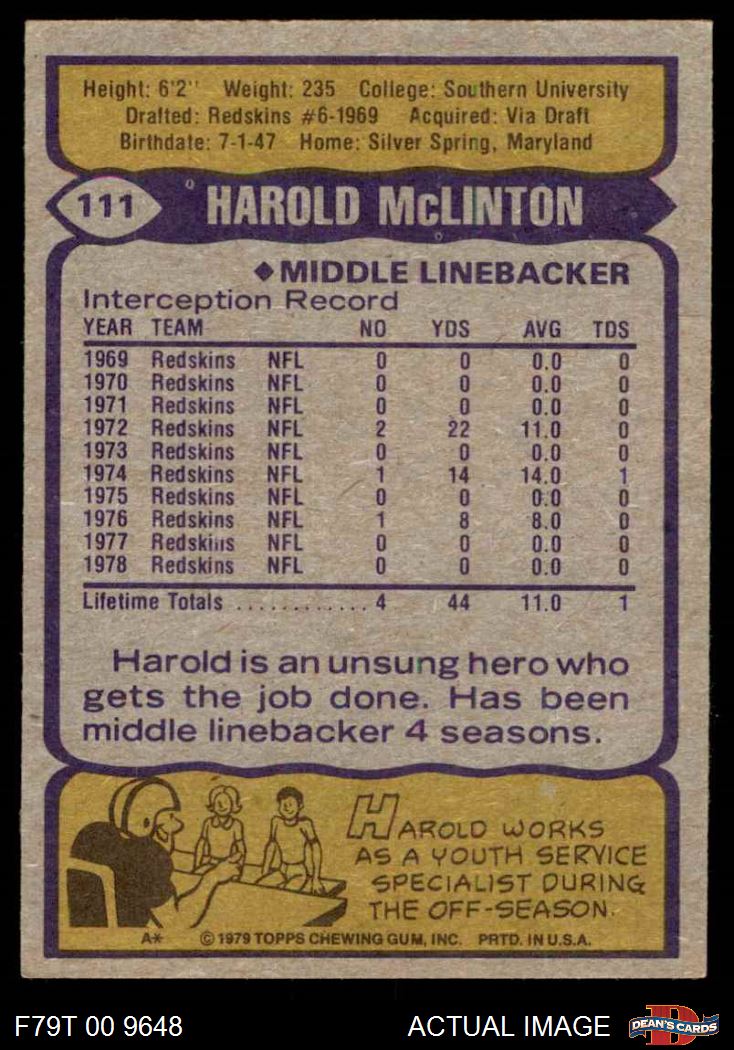 Height: 6'2" Weight: 235 College: Southern University
Drafted: Redskins #6-1969 Acquired: Via Draft
Birthdate: 7-1-47 Home: Silver Spring, Maryland
111 HAROLD McLINTON
◆MIDDLE LINEBACKER
Interception Record
YEAR TEAM NO YDS AVG TDS
1969 Redskins NFL 0 0 0.0 0
1970 Redskins NFL 0 0 0.0 0
1971 Redskins NFL 0 0 0.0 0
1972 Redskins NFL 2 22 11.0 0
1973 Redskins NFL 0 0 0.0 0
1974 Redskins NFL 1 14 14.0 1
1975 Redskins NFL 0 0 0.0 0
1976 Redskins NFL 1 8 8.0 0
1977 Redskins NFL 0 0 0.0 0
1978 Redskins NFL 0 0 0.0 0
Lifetime Totals ............ 4 44 11.0 1
Harold is an unsung hero who
gets the job done. Has been
middle linebacker 4 seasons.
HAROLD WORKS
AS A YOUTH SERVICE
SPECIALIST DURING
THE OFF-SEASON.
A* © 1979 TOPPS CHEWING GUM, INC. PRTD. IN U.S.A.
F79T 00 9648 ACTUAL IMAGE D DEAN'S CARDS